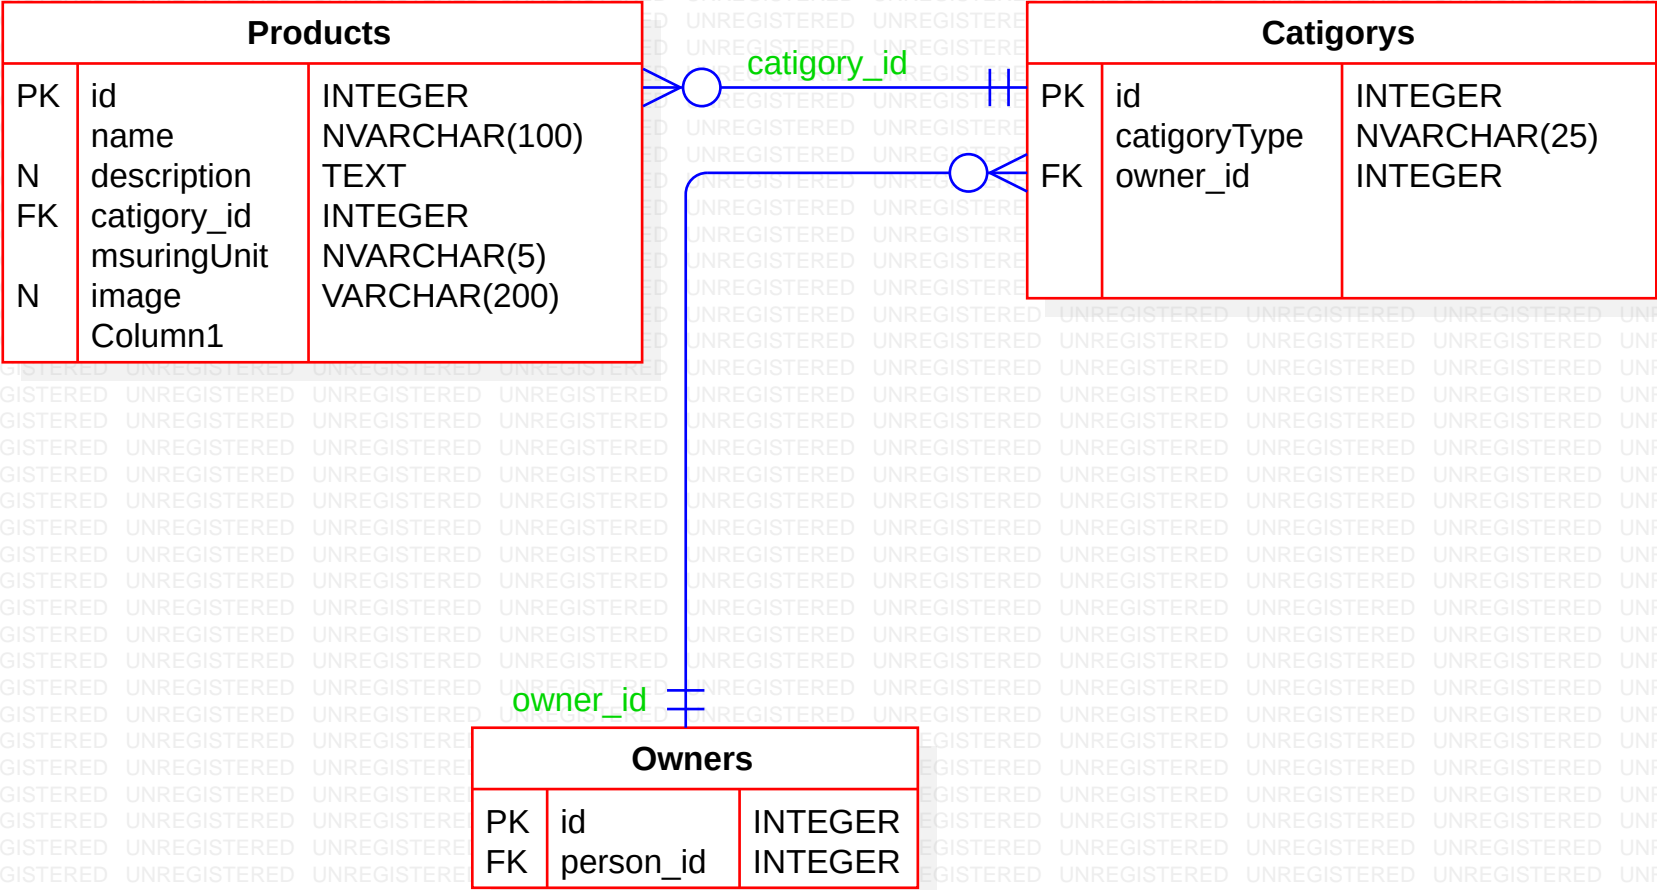 Products
PK id INTEGER
name NVARCHAR(100)
N description TEXT
FK catigory_id INTEGER
msuringUnit NVARCHAR(5)
N image VARCHAR(200)
Column1
catigory_id
Catigorys
PK id INTEGER
catigoryType NVARCHAR(25)
FK owner_id INTEGER
owner_id
Owners
PK id INTEGER
FK person_id INTEGER
UNREGISTERED